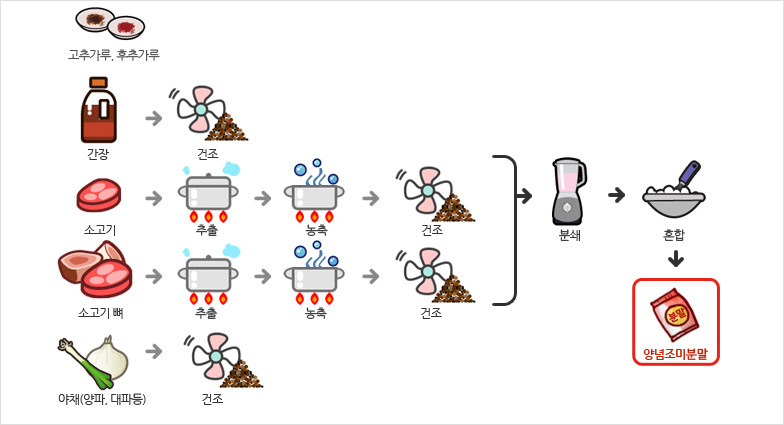 고추가루, 후추가루
간장
건조
소고기
추출
농축
건조
분쇄
혼합
소고기 뼈
추출
농축
건조
분말
양념조미분말
야채(양파, 대파등)
건조